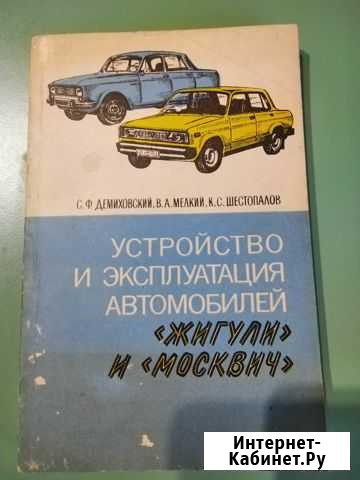 С. Ф. ДЕМИХОВСКИЙ, В. А. МЕЛКИЙ, К. С. ШЕСТОПАЛОВ
УСТРОЙСТВО
И ЭКСПЛУАТАЦИЯ
АВТОМОБИЛЕЙ
«ЖИГУЛИ»
И «МОСКВИЧ»
Интернет-
Кабинет.Ру